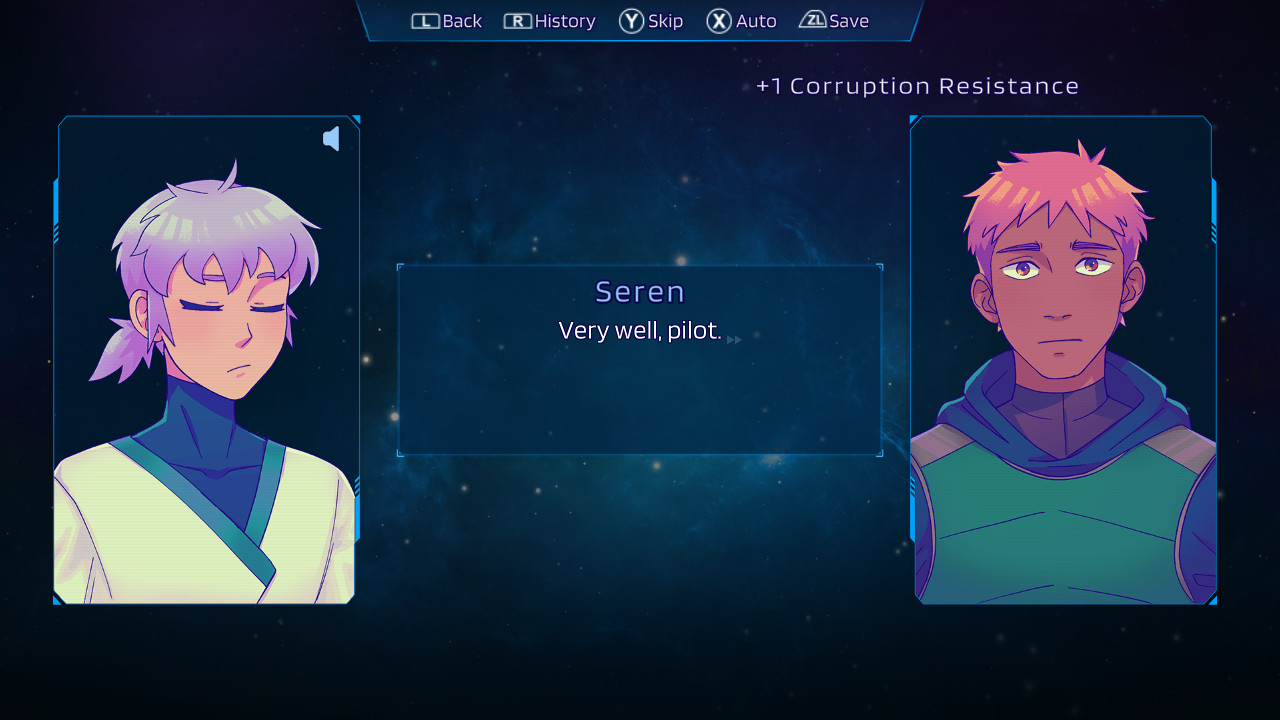 L Back R History Y Skip X Auto ZL Save
+1 Corruption Resistance
Seren
Very well, pilot.